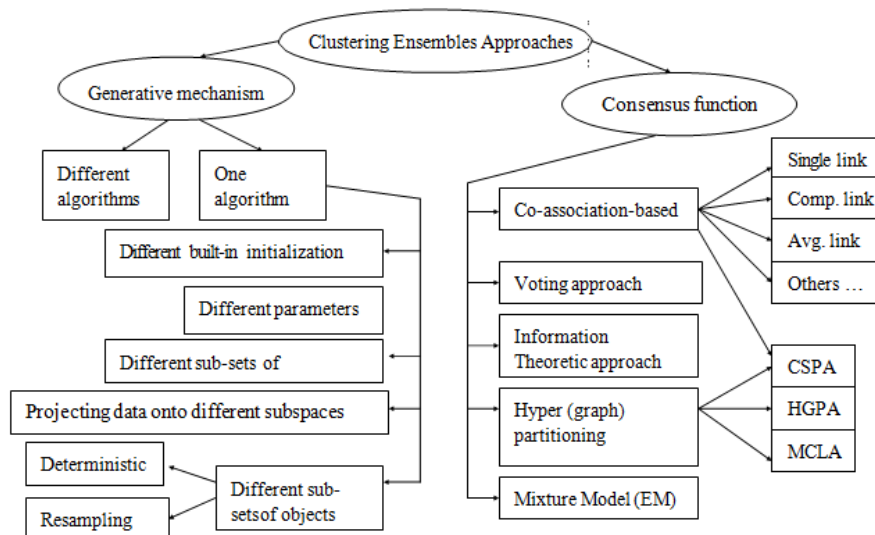 Clustering Ensembles Approaches
Generative mechanism
Consensus function
Different
algorithms
One
algorithm
Different built-in initialization
Different parameters
Different sub-sets of
Projecting data onto different subspaces
Deterministic
Resampling
Different sub-
setsof objects
Co-association-based
Voting approach
Information
Theoretic approach
Hyper (graph)
partitioning
Mixture Model (EM)
Single link
Comp. link
Avg. link
Others ...
CSPA
HGPA
MCLA